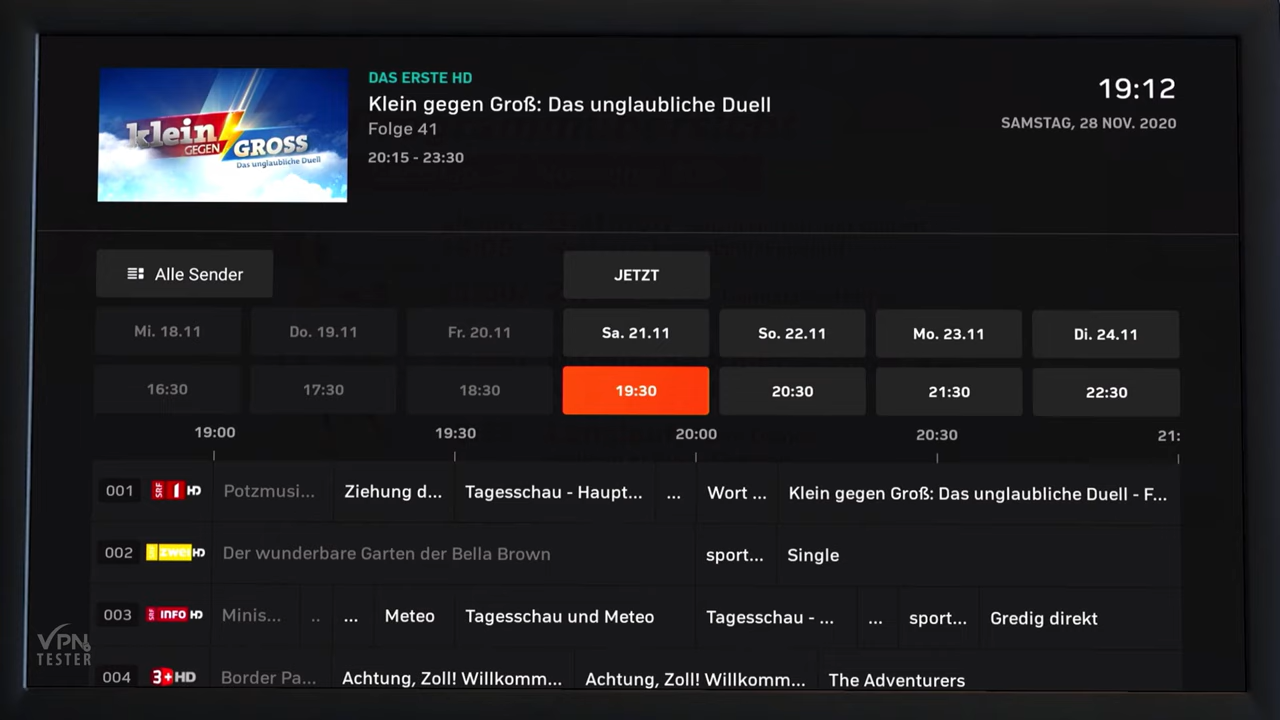 DAS ERSTE HD
Klein gegen Groß: Das unglaubliche Duell
Folge 41
20:15 - 23:30
19:12
SAMSTAG, 28 NOV. 2020
klein GEGEN GROSS
Das unglaubliche Duell
Alle Sender
JETZT
Mi. 18.11 Do. 19.11 Fr. 20.11 Sa. 21.11 So. 22.11 Mo. 23.11 Di. 24.11
16:30 17:30 18:30 19:30 20:30 21:30 22:30
19:00 19:30 20:00 20:30 21:
001 SRF 1 HD Potzmusi... Ziehung d... Tagesschau - Haupt... ... Wort ... Klein gegen Groß: Das unglaubliche Duell - F...
002 zwei HD Der wunderbare Garten der Bella Brown sport... Single
003 SRF INFO HD Minis... .. ... Meteo Tagesschau und Meteo Tagesschau - ... ... sport... Gredig direkt
004 3+HD Border Pa... Achtung, Zoll! Willkomm... Achtung, Zoll! Willkomm... The Adventurers
VPN
TESTER